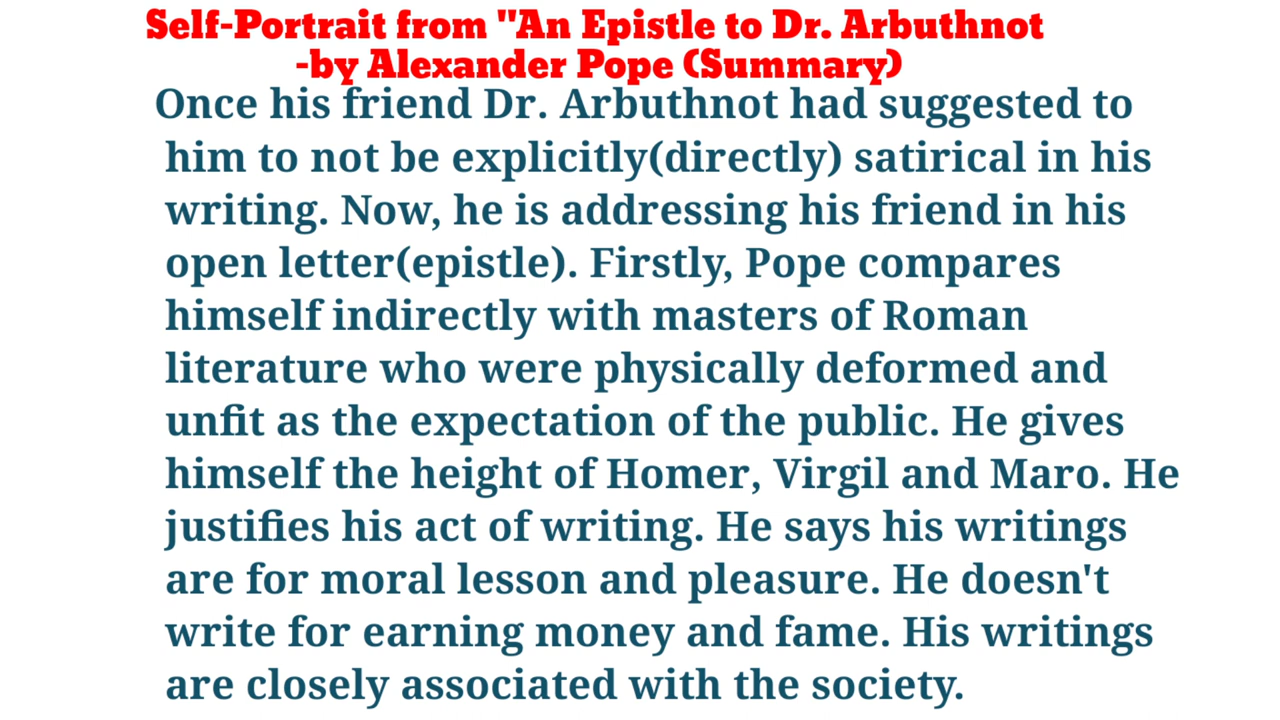 Self-Portrait from "An Epistle to Dr. Arbuthnot
-by Alexander Pope (Summary)
Once his friend Dr. Arbuthnot had suggested to
him to not be explicitly(directly) satirical in his
writing. Now, he is addressing his friend in his
open letter(epistle). Firstly, Pope compares
himself indirectly with masters of Roman
literature who were physically deformed and
unfit as the expectation of the public. He gives
himself the height of Homer, Virgil and Maro. He
justifies his act of writing. He says his writings
are for moral lesson and pleasure. He doesn't
write for earning money and fame. His writings
are closely associated with the society.